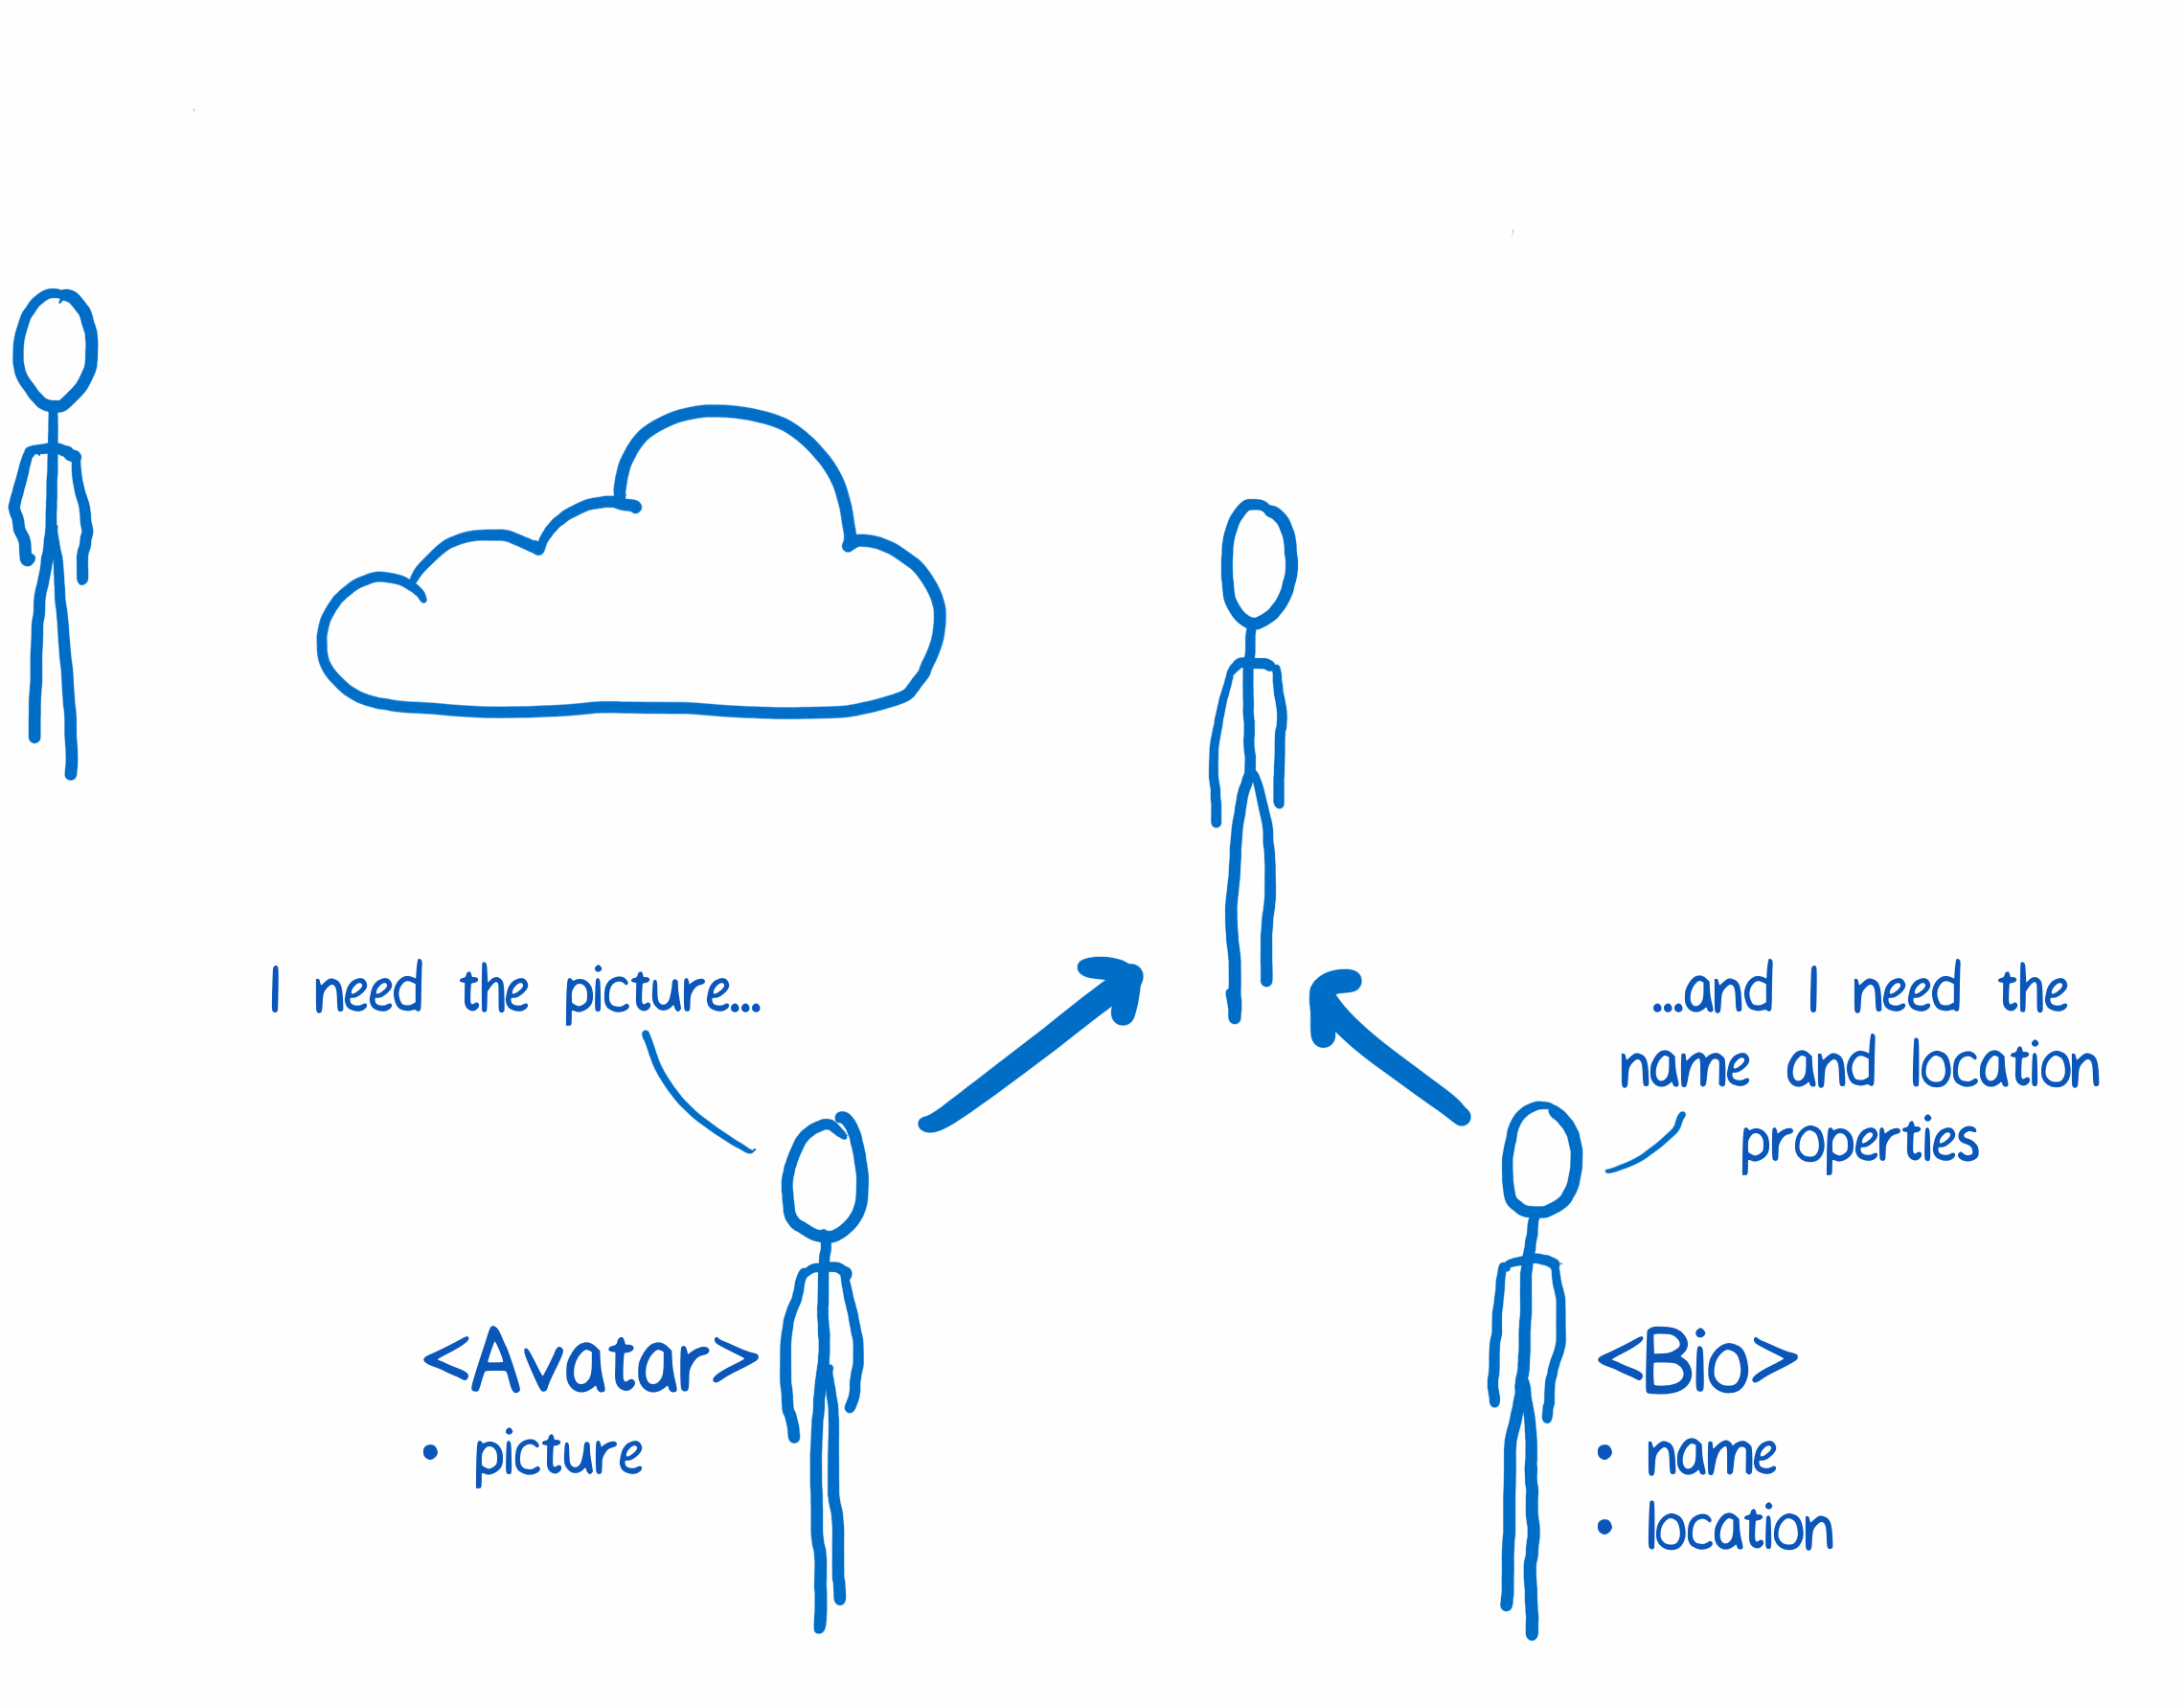 I need the picture...
...and I need the
name and location
properties
<Avatar>
• picture
<Bio>
• name
• location